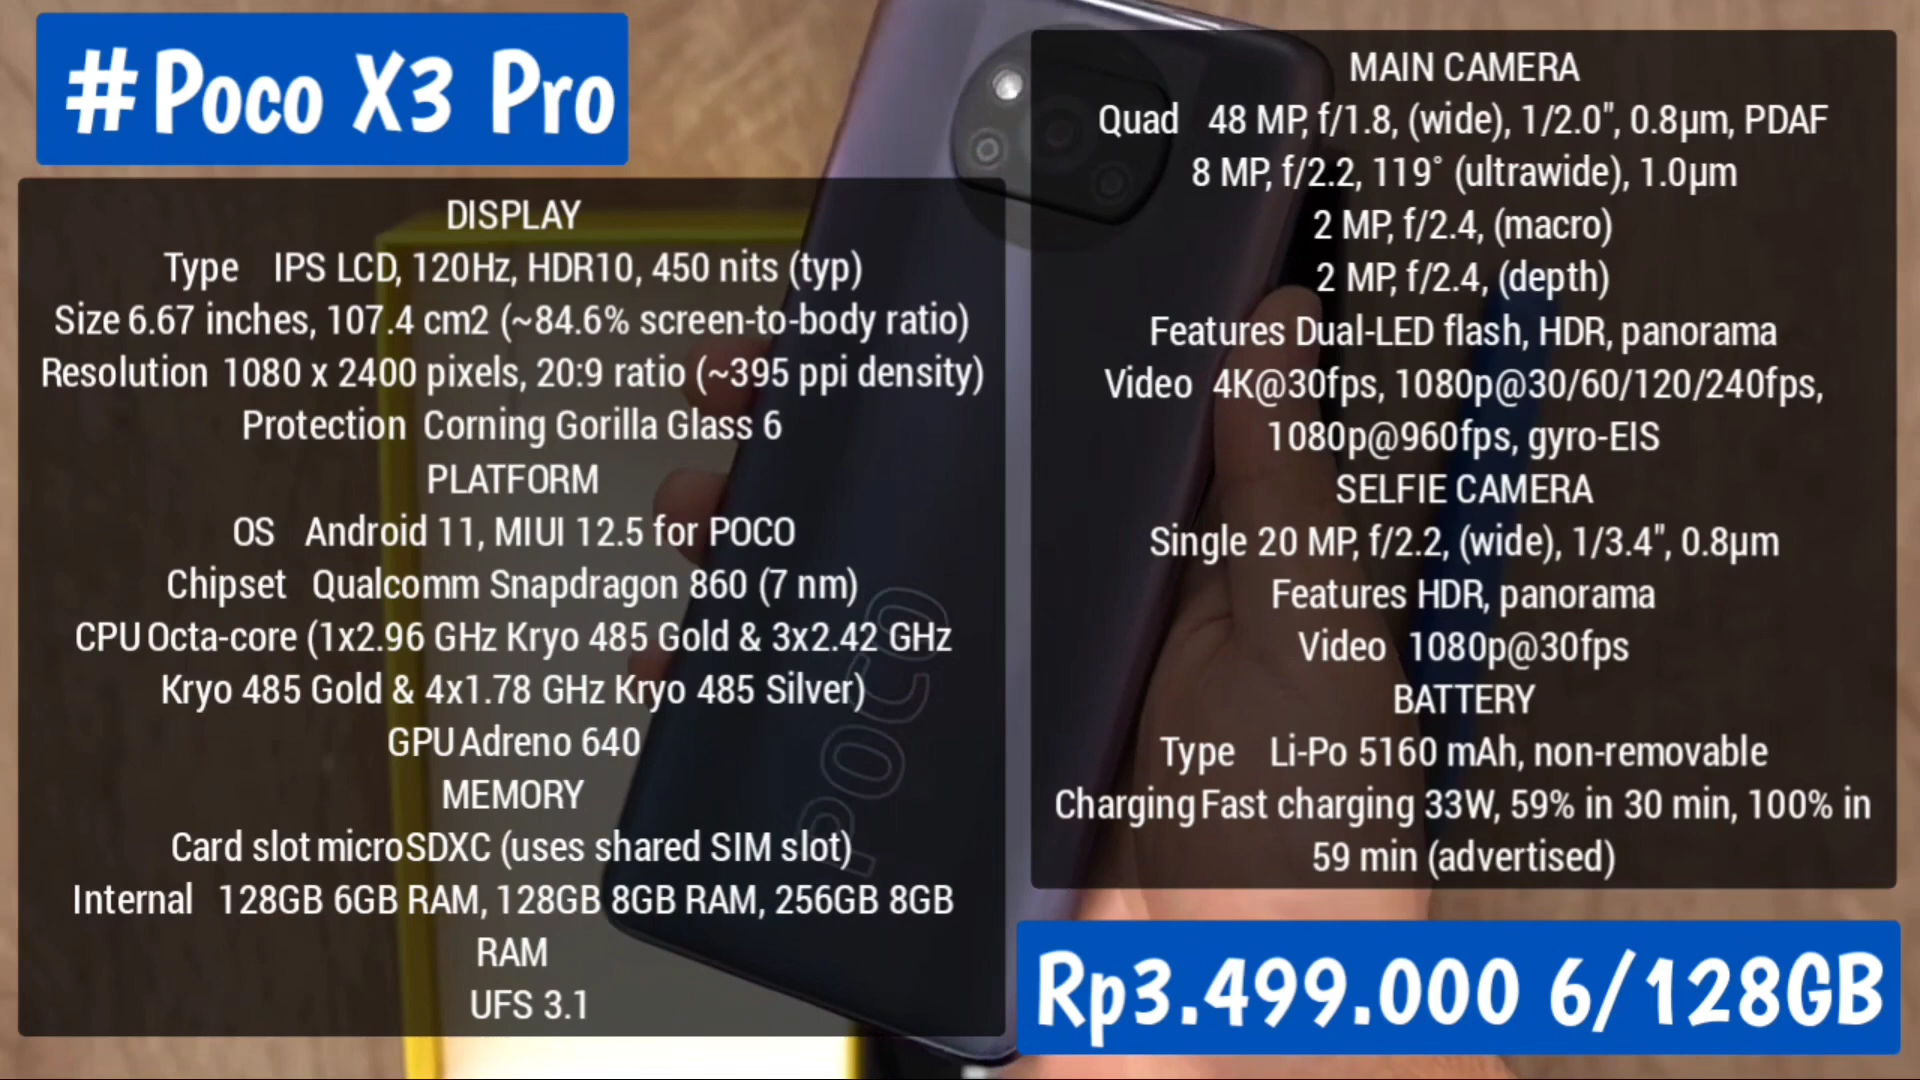 #Poco X3 Pro
DISPLAY
Type IPS LCD, 120Hz, HDR10, 450 nits (typ)
Size 6.67 inches, 107.4 cm2 (~84.6% screen-to-body ratio)
Resolution 1080 x 2400 pixels, 20:9 ratio (~395 ppi density)
Protection Corning Gorilla Glass 6
PLATFORM
OS Android 11, MIUI 12.5 for POCO
Chipset Qualcomm Snapdragon 860 (7 nm)
CPU Octa-core (1x2.96 GHz Kryo 485 Gold & 3x2.42 GHz
Kryo 485 Gold & 4x1.78 GHz Kryo 485 Silver)
GPU Adreno 640
MEMORY
Card slot microSDXC (uses shared SIM slot)
Internal 128GB 6GB RAM, 128GB 8GB RAM, 256GB 8GB
RAM
UFS 3.1
POCO
MAIN CAMERA
Quad 48 MP, f/1.8, (wide), 1/2.0", 0.8µm, PDAF
8 MP, f/2.2, 119˚ (ultrawide), 1.0µm
2 MP, f/2.4, (macro)
2 MP, f/2.4, (depth)
Features Dual-LED flash, HDR, panorama
Video 4K@30fps, 1080p@30/60/120/240fps,
1080p@960fps, gyro-EIS
SELFIE CAMERA
Single 20 MP, f/2.2, (wide), 1/3.4", 0.8µm
Features HDR, panorama
Video 1080p@30fps
BATTERY
Type Li-Po 5160 mAh, non-removable
Charging Fast charging 33W, 59% in 30 min, 100% in
59 min (advertised)
Rp3.499.000 6/128GB